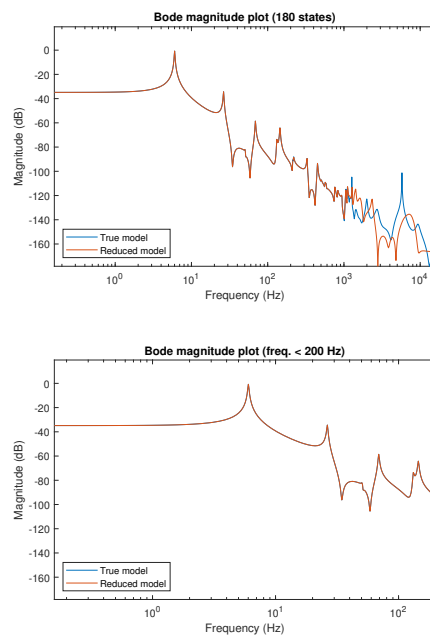 Bode magnitude plot (180 states)
0
-20
-40
-60
-80
-100
-120
-140
-160
Magnitude (dB)
True model
Reduced model
10^0
10^1
10^2
10^3
10^4
Frequency (Hz)
Bode magnitude plot (freq. < 200 Hz)
0
-20
-40
-60
-80
-100
-120
-140
-160
Magnitude (dB)
True model
Reduced model
10^0
10^1
10^2
Frequency (Hz)